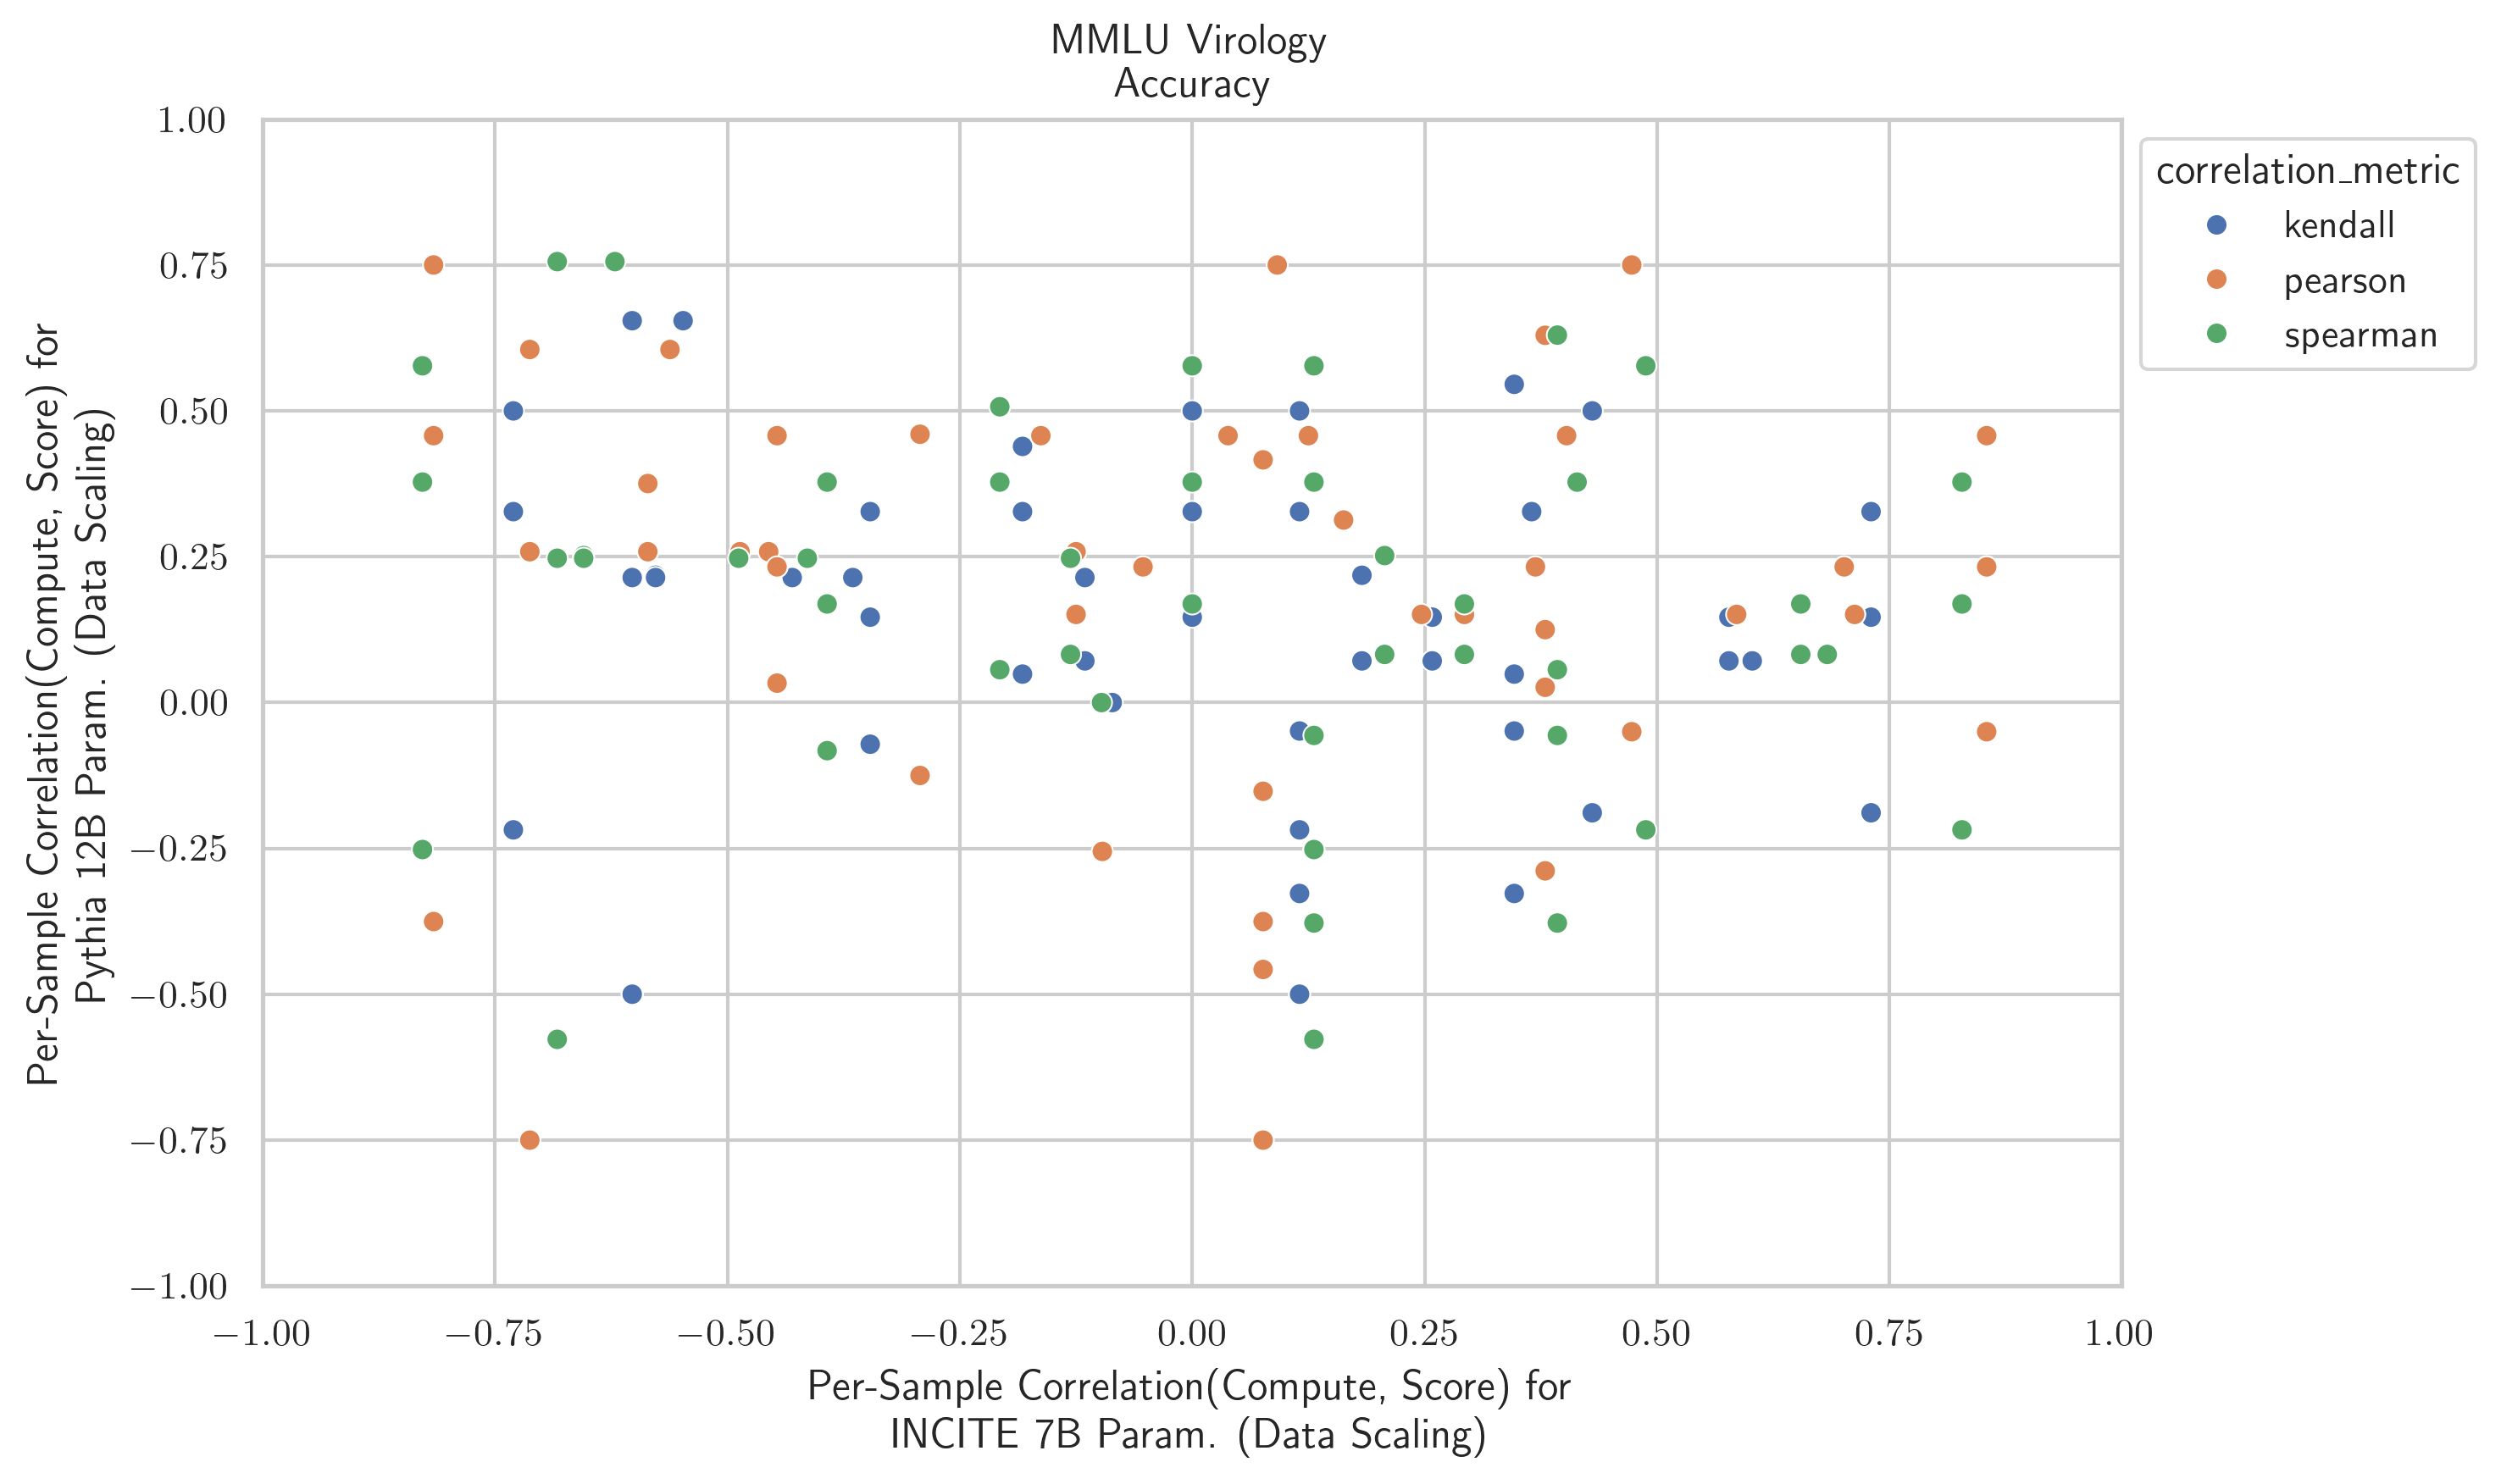 MMLU Virology
Accuracy
1.00
0.75
0.50
0.25
0.00
−0.25
−0.50
−0.75
−1.00
Per-Sample Correlation(Compute, Score) for
Pythia 12B Param. (Data Scaling)
correlation_metric
kendall
pearson
spearman
−1.00 −0.75 −0.50 −0.25 0.00 0.25 0.50 0.75 1.00
Per-Sample Correlation(Compute, Score) for
INCITE 7B Param. (Data Scaling)